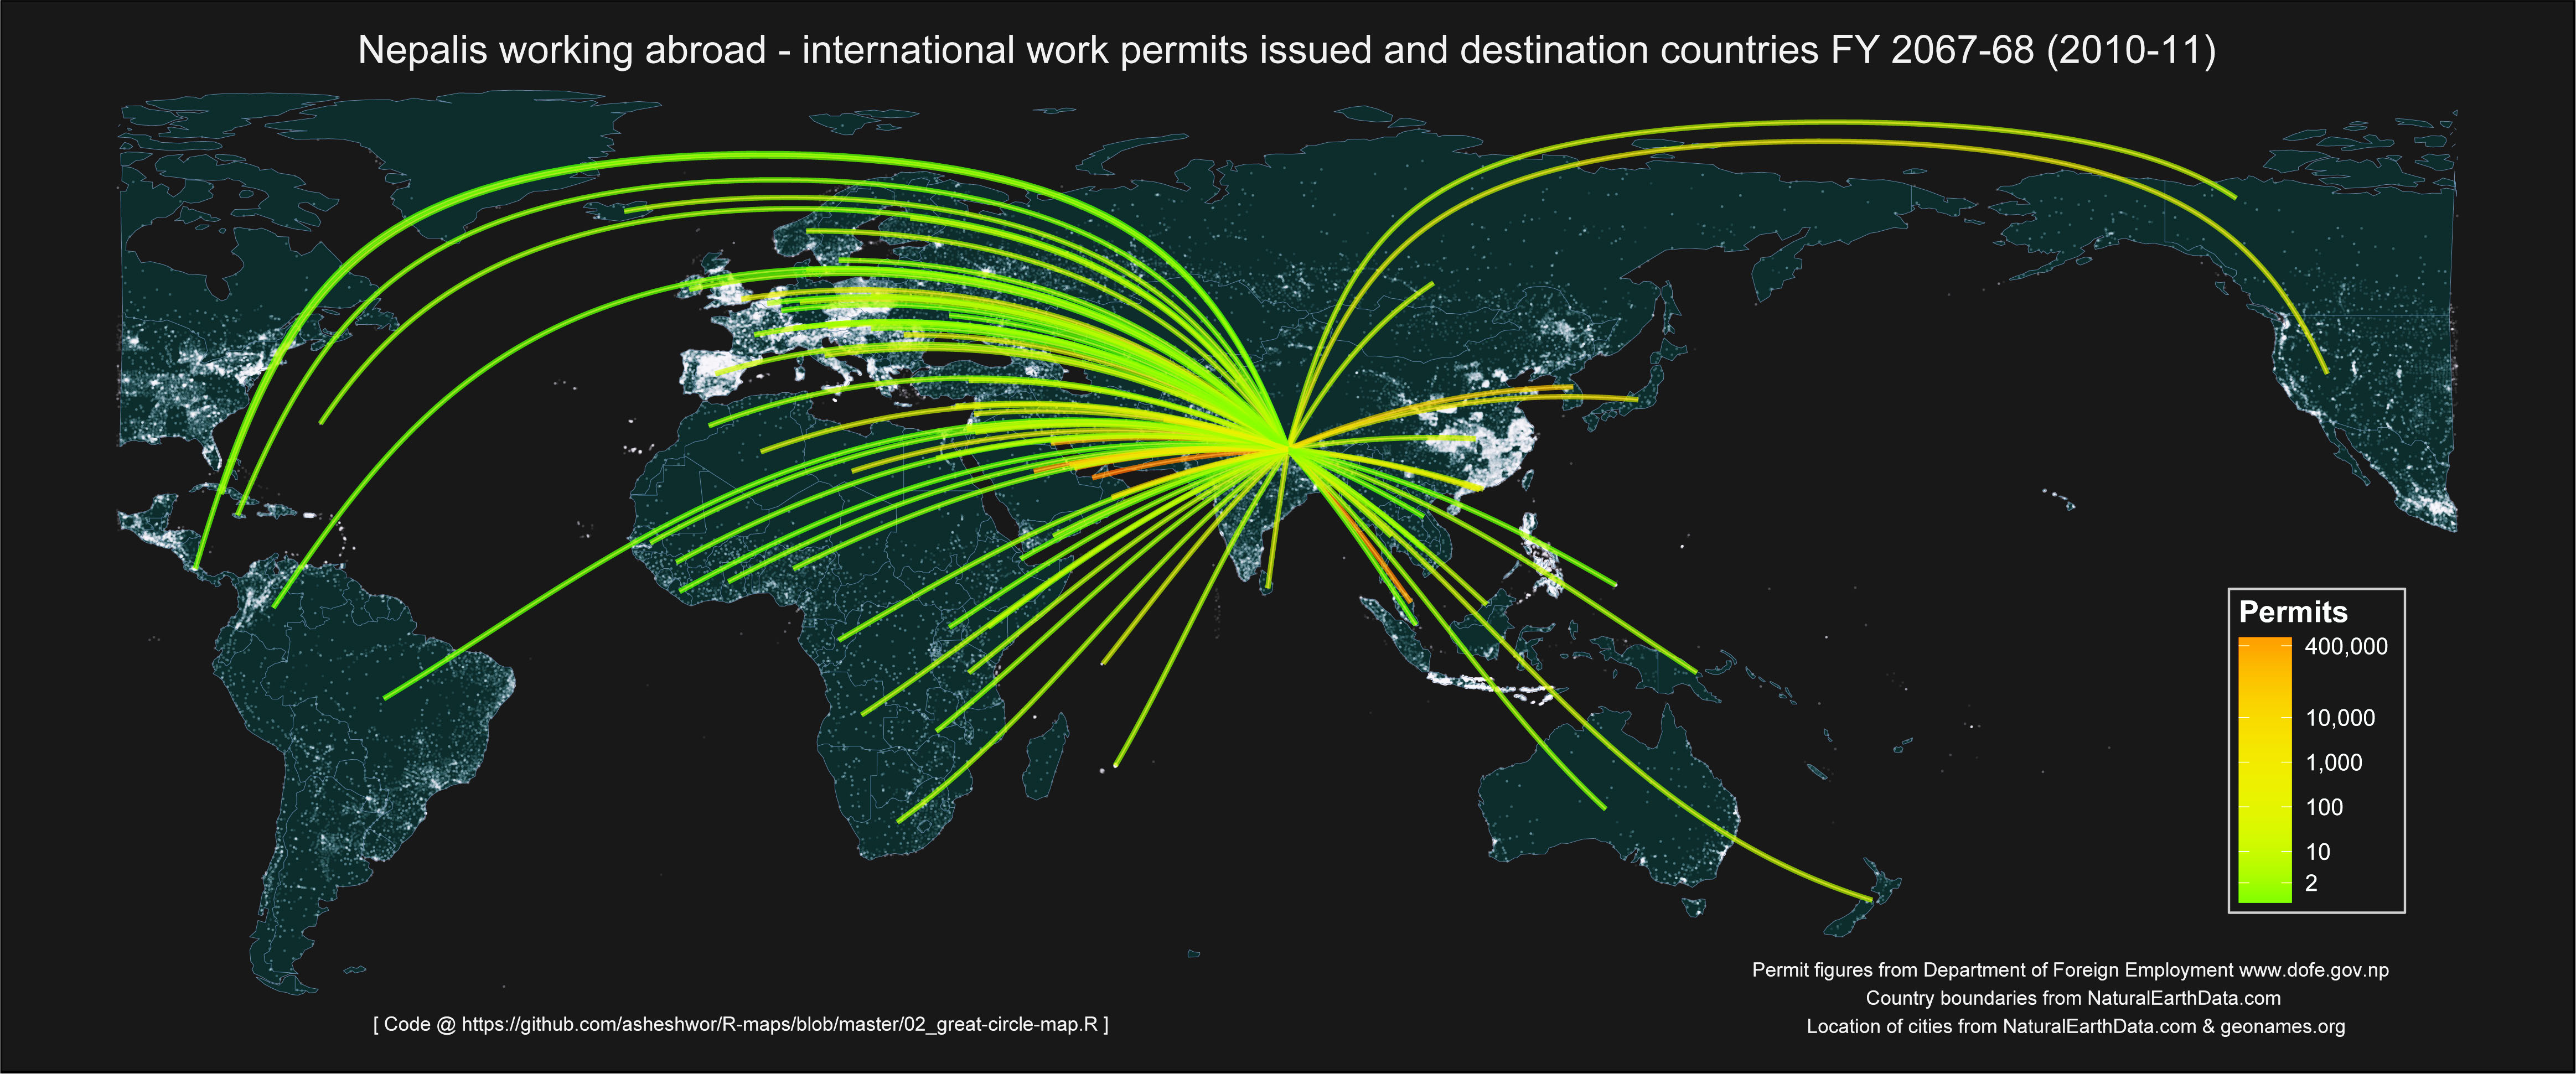 Nepalis working abroad - international work permits issued and destination countries FY 2067-68 (2010-11)
Permits
400,000
10,000
1,000
100
10
2
Permit figures from Department of Foreign Employment www.dofe.gov.np
Country boundaries from NaturalEarthData.com
Location of cities from NaturalEarthData.com & geonames.org
[ Code @ https://github.com/asheshwor/R-maps/blob/master/02_great-circle-map.R ]